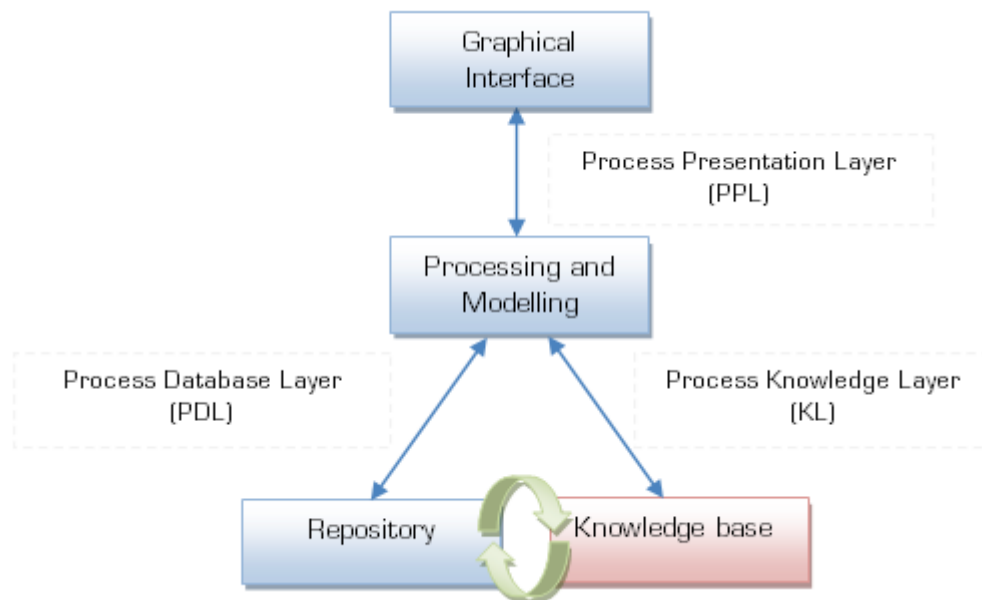 Graphical
Interface
Process Presentation Layer
(PPL)
Processing and
Modelling
Process Database Layer
(PDL)
Process Knowledge Layer
(KL)
Repository
Knowledge base